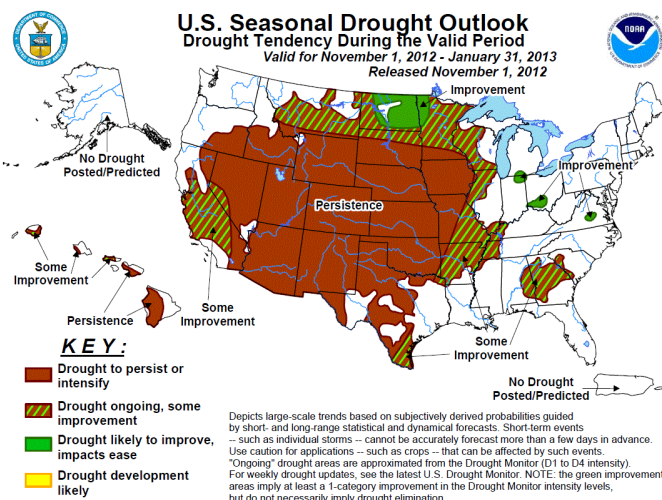 U.S. Seasonal Drought Outlook
Drought Tendency During the Valid Period
Valid for November 1, 2012 - January 31, 2013
Released November 1, 2012
DEPARTMENT OF COMMERCE
UNITED STATES OF AMERICA
NOAA
Improvement
No Drought
Posted/Predicted
Improvement
Persistence
Some
Improvement
Persistence
Some
Improvement
Some
Improvement
No Drought
Posted/Predicted
KEY:
Drought to persist or
intensify
Drought ongoing, some
improvement
Drought likely to improve,
impacts ease
Drought development
likely
Depicts large-scale trends based on subjectively derived probabilities guided
by short- and long-range statistical and dynamical forecasts. Short-term events
-- such as individual storms -- cannot be accurately forecast more than a few days in advance.
Use caution for applications -- such as crops -- that can be affected by such events.
"Ongoing" drought areas are approximated from the Drought Monitor (D1 to D4 intensity).
For weekly drought updates, see the latest U.S. Drought Monitor. NOTE: the green improvement
areas imply at least a 1-category improvement in the Drought Monitor intensity levels,
but do not necessarily imply drought elimination.